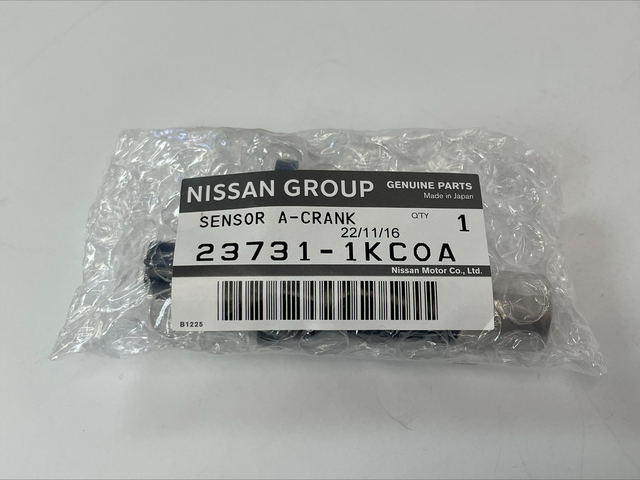 NISSAN GROUP GENUINE PARTS
Made in Japan
SENSOR A-CRANK Q'TY 1
22/11/16
23731-1KC0A
Nissan Motor Co., Ltd.
B1225